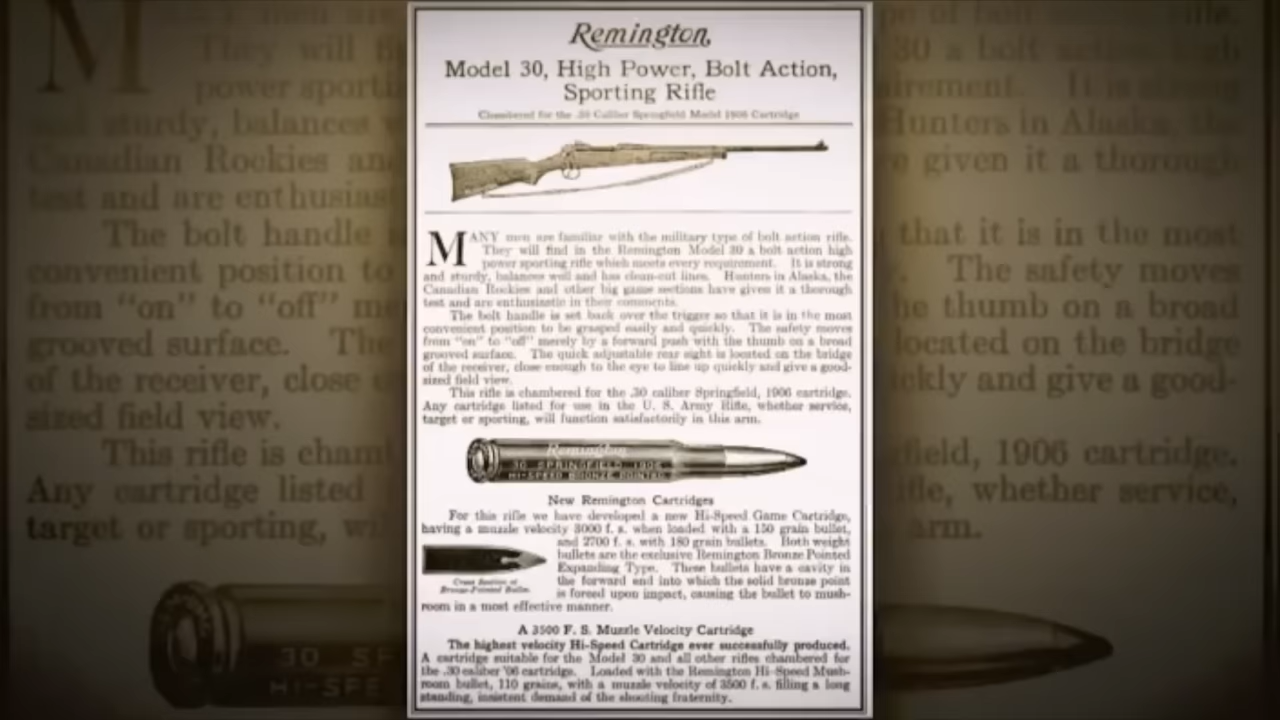 Remington
Model 30, High Power, Bolt Action,
Sporting Rifle
Chambered for the .30 Caliber Springfield Model 1906 Cartridge
MANY men are familiar with the military type of bolt action rifle.
They will find in the Remington Model 30 a bolt action high
power sporting rifle which meets every requirement. It is strong
and sturdy, balances well and has clean-cut lines. Hunters in Alaska, the
Canadian Rockies and other big game sections have given it a thorough
test and are enthusiastic in their comments.
The bolt handle is set back over the trigger so that it is in the most
convenient position to be grasped easily and quickly. The safety moves
from "on" to "off" merely by a forward push with the thumb on a broad
grooved surface. The quick adjustable rear sight is located on the bridge
of the receiver, close enough to the eye to line up quickly and give a good-
sized field view.
This rifle is chambered for the .30 caliber Springfield, 1906 cartridge.
Any cartridge listed for use in the U. S. Army Rifle, whether service,
target or sporting, will function satisfactorily in this arm.
Remington
30 SPRINGFIELD 1906
HI-SPEED BRONZE POINTED
New Remington Cartridges
For this rifle we have developed a new Hi-Speed Game Cartridge,
having a muzzle velocity 3000 f. s. when loaded with a 150 grain bullet,
and 2700 f. s. with 180 grain bullets. Both weight
bullets are the exclusive Remington Bronze Pointed
Expanding Type. These bullets have a cavity in
the forward end into which the solid bronze point
is forced upon impact, causing the bullet to mush-
room in a most effective manner.
Cross Section of
Bronze-Pointed Bullet.
A 3500 F. S. Muzzle Velocity Cartridge
The highest velocity Hi-Speed Cartridge ever successfully produced.
A cartridge suitable for the Model 30 and all other rifles chambered for
the .30 caliber '06 cartridge. Loaded with the Remington Hi-Speed Mush-
room bullet, 110 grains, with a muzzle velocity of 3500 f. s. filling a long
standing, insistent demand of the shooting fraternity.